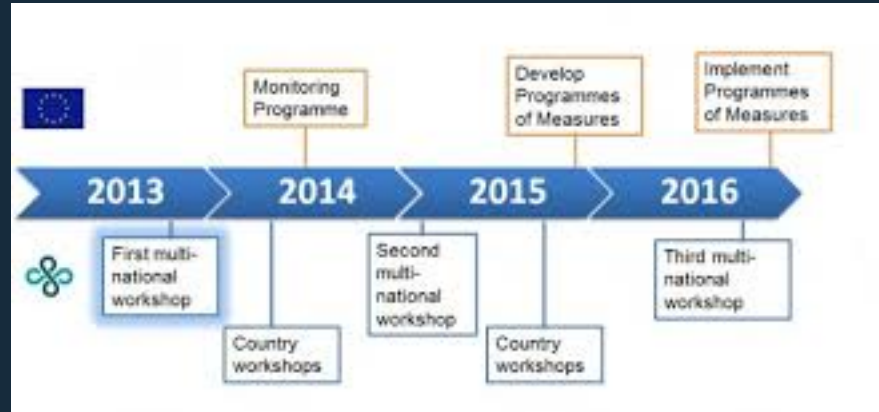 Monitoring
Programme
Develop
Programmes
of Measures
Implement
Programmes
of Measures
2013
2014
2015
2016
First multi-
national
workshop
Country
workshops
Second
multi-
national
workshop
Country
workshops
Third multi-
national
workshop